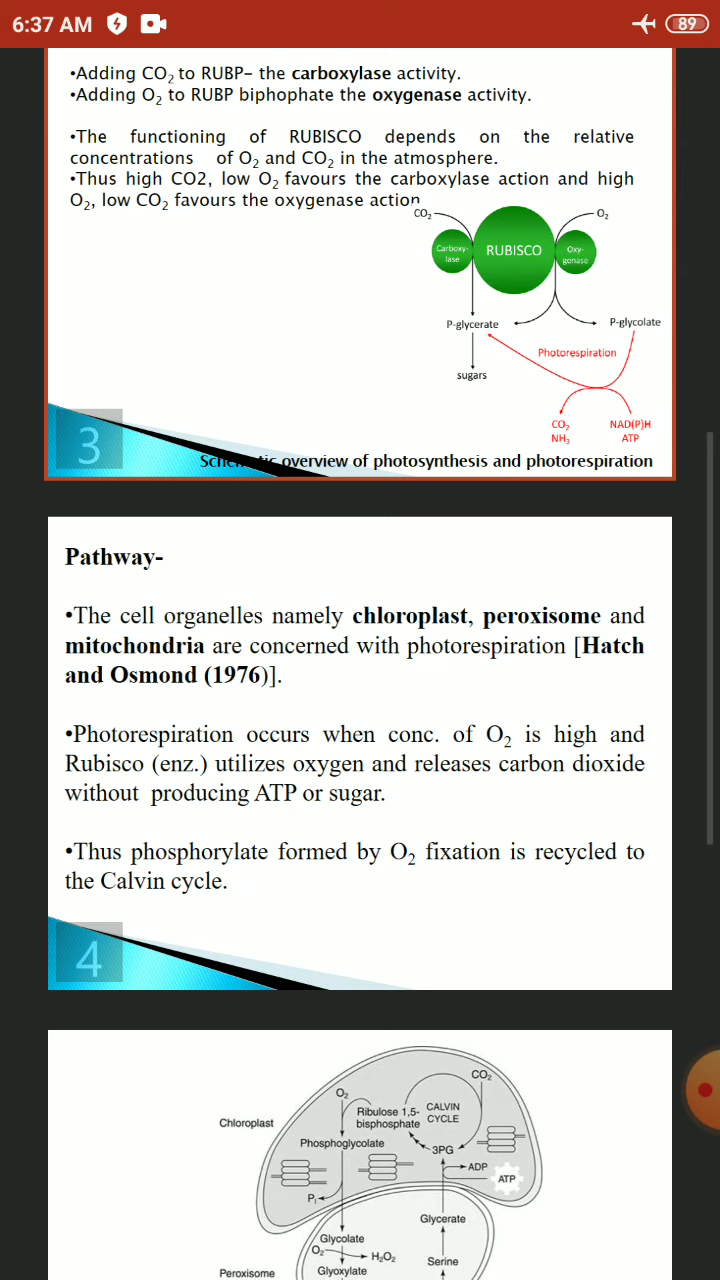 6:37 AM
89
•Adding CO₂ to RUBP– the carboxylase activity.
•Adding O₂ to RUBP biphophate the oxygenase activity.
•The functioning of RUBISCO depends on the relative
concentrations of O₂ and CO₂ in the atmosphere.
•Thus high CO2, low O₂ favours the carboxylase action and high
O₂, low CO₂ favours the oxygenase action
CO₂
O₂
Carboxy-
lase
RUBISCO
Oxy-
genase
P-glycerate
P-glycolate
Photorespiration
sugars
CO₂
NH₃
NAD(P)H
ATP
3
overview of photosynthesis and photorespiration
Pathway-
•The cell organelles namely chloroplast, peroxisome and
mitochondria are concerned with photorespiration [Hatch
and Osmond (1976)].
•Photorespiration occurs when conc. of O₂ is high and
Rubisco (enz.) utilizes oxygen and releases carbon dioxide
without producing ATP or sugar.
•Thus phosphorylate formed by O₂ fixation is recycled to
the Calvin cycle.
4
CO₂
O₂
Ribulose 1,5-
bisphosphate
CALVIN
CYCLE
Chloroplast
Phosphoglycolate
3PG
ADP
ATP
Pᵢ
Glycerate
Glycolate
O₂
H₂O₂
Serine
Peroxisome
Glyoxylate